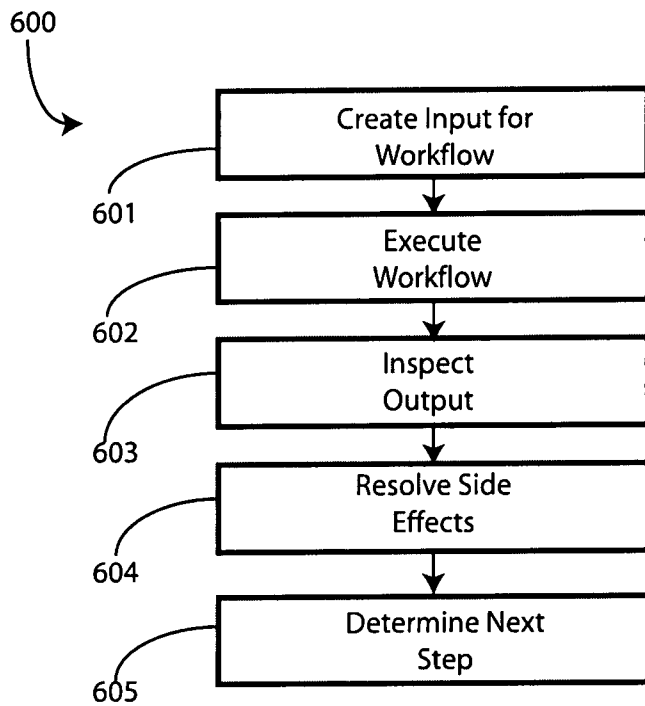 600
Create Input for
Workflow
601
Execute
Workflow
602
Inspect
Output
603
Resolve Side
Effects
604
Determine Next
Step
605